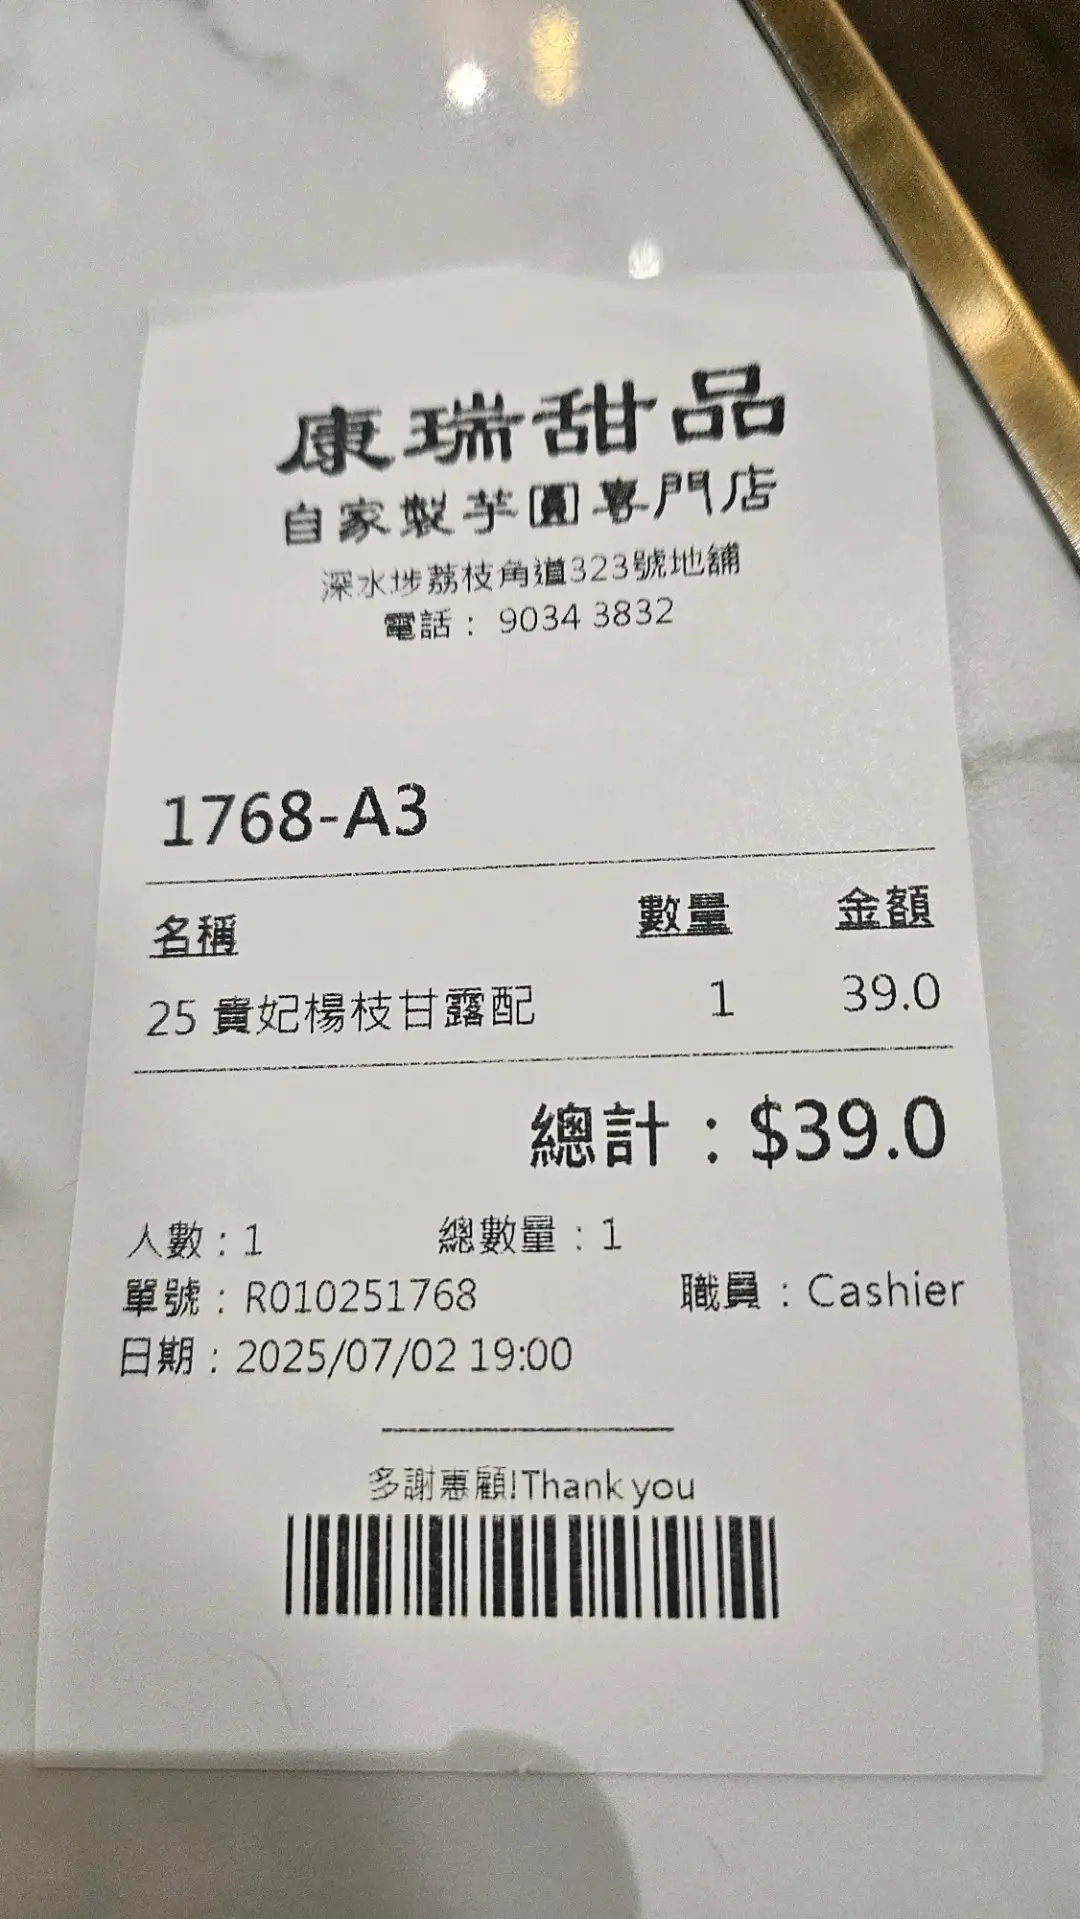 康瑞甜品
自家製芋圓專門店
深水埗荔枝角道323號地舖
電話： 9034 3832
1768-A3
名稱 數量 金額
25 貴妃楊枝甘露配 1 39.0
總計：$39.0
人數：1 總數量：1
單號：R010251768 職員：Cashier
日期：2025/07/02 19:00
多謝惠顧!Thank you